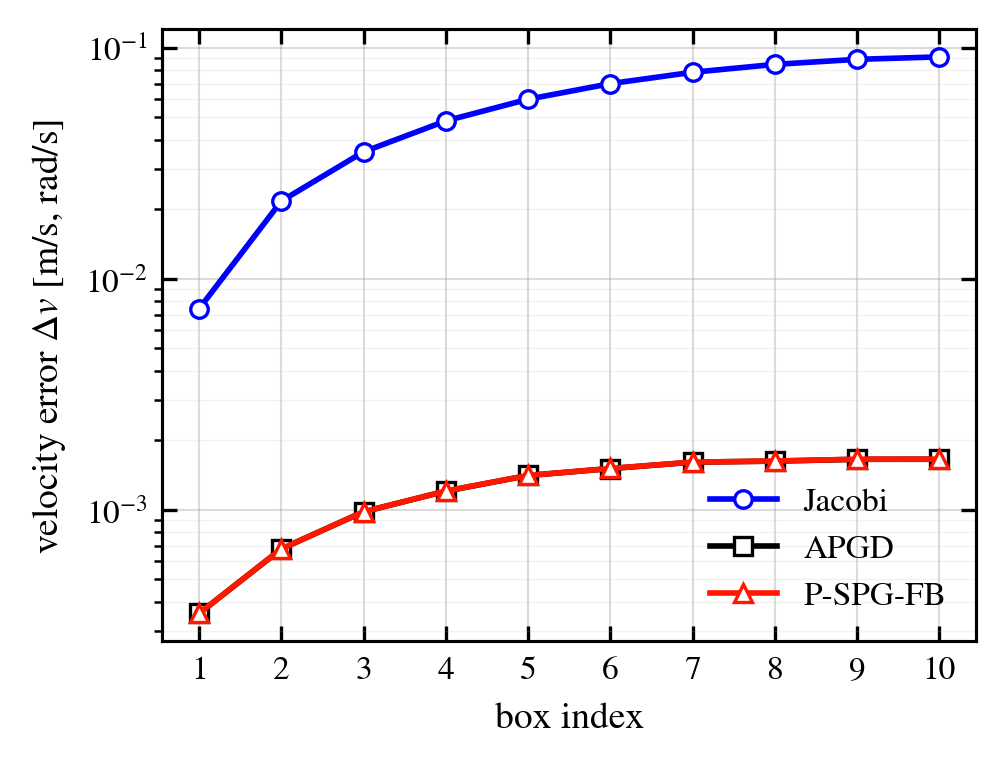 velocity error Δv [m/s, rad/s]
10⁻¹
10⁻²
10⁻³
Jacobi
APGD
P-SPG-FB
1 2 3 4 5 6 7 8 9 10
box index